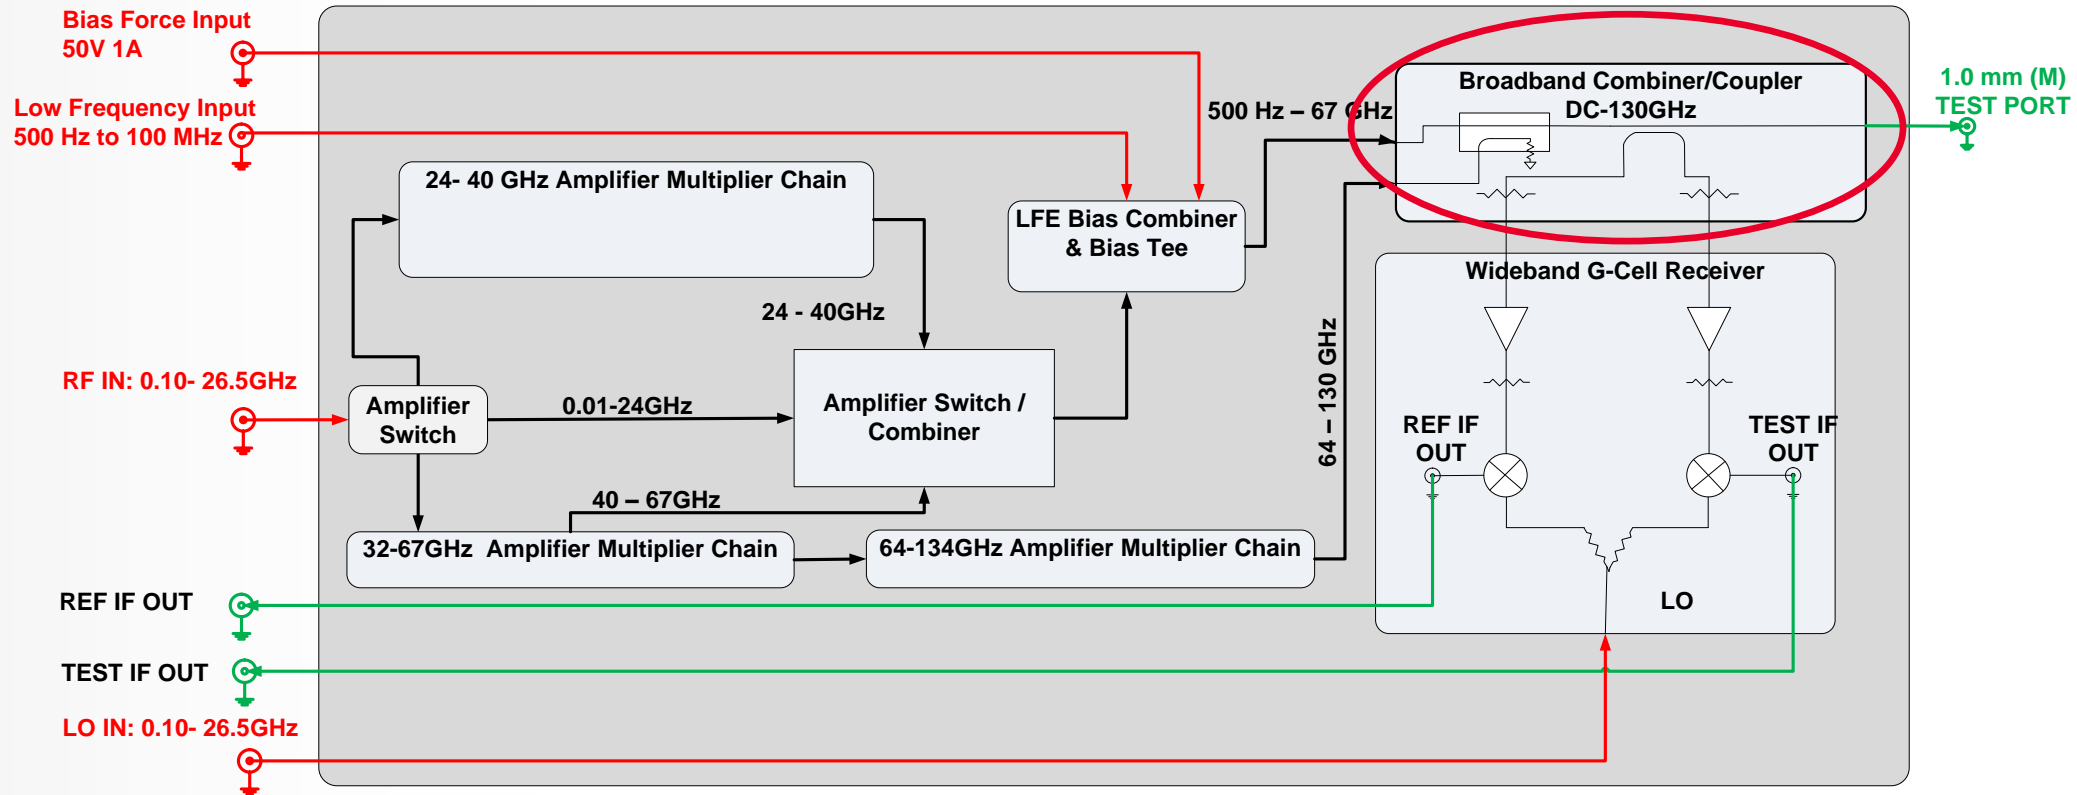 Bias Force Input
50V 1A
Low Frequency Input
500 Hz to 100 MHz
RF IN: 0.10- 26.5GHz
REF IF OUT
TEST IF OUT
LO IN: 0.10- 26.5GHz
24- 40 GHz Amplifier Multiplier Chain
24 - 40GHz
Amplifier
Switch
0.01-24GHz
Amplifier Switch /
Combiner
40 – 67GHz
32-67GHz  Amplifier Multiplier Chain
64-134GHz Amplifier Multiplier Chain
LFE Bias Combiner
& Bias Tee
500 Hz – 67 GHz
64 – 130 GHz
Broadband Combiner/Coupler
DC-130GHz
1.0 mm (M)
TEST PORT
Wideband G-Cell Receiver
REF IF
OUT
TEST IF
OUT
LO